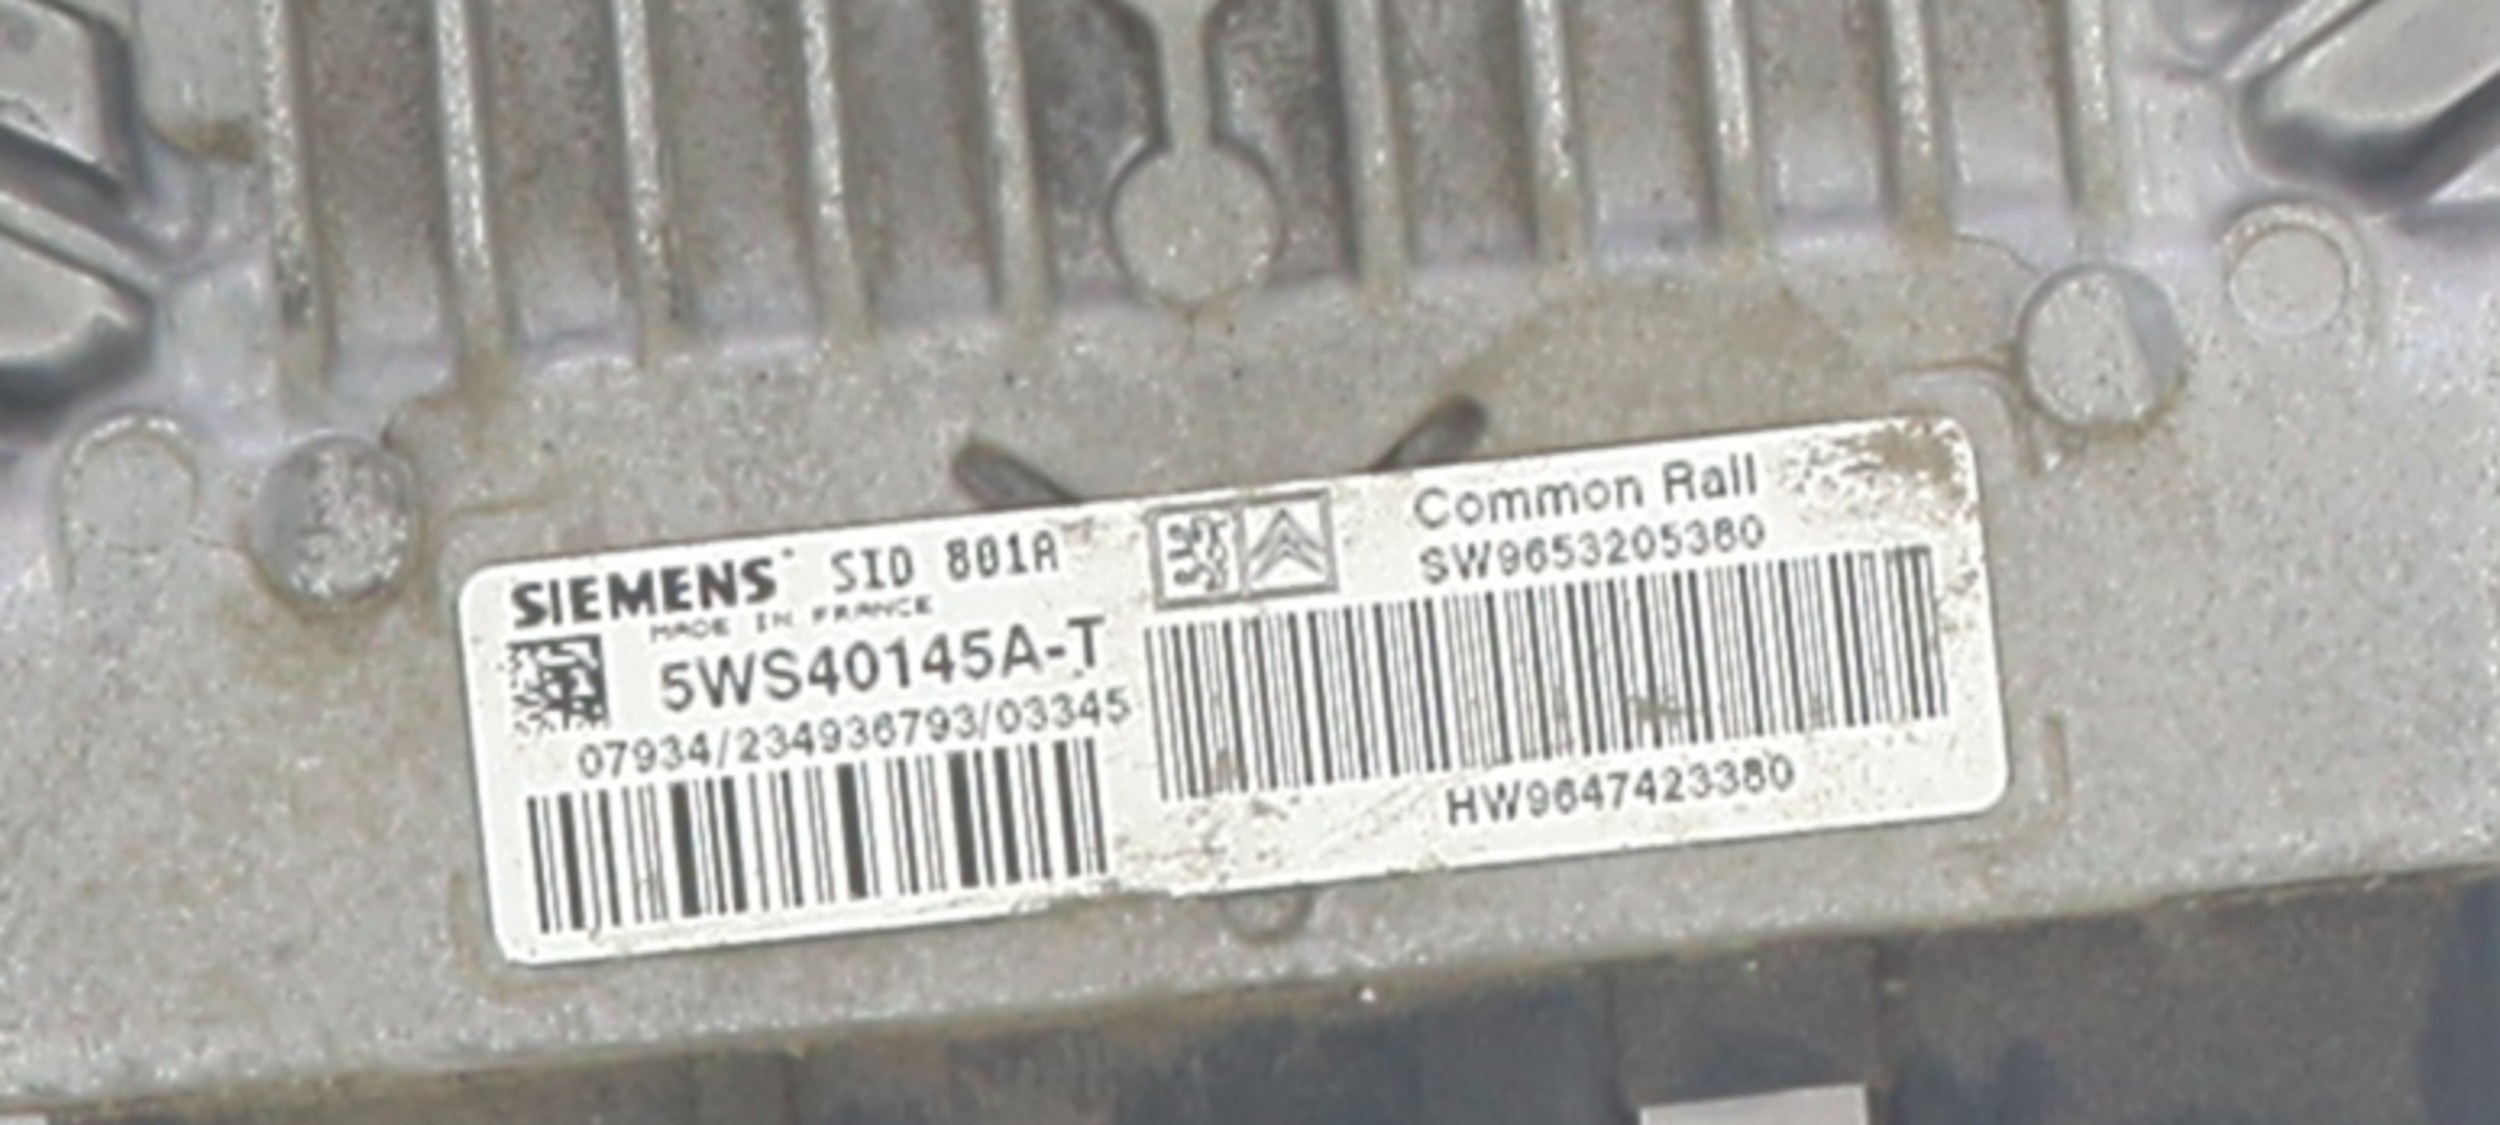 SIEMENS SID 801A
MADE IN FRANCE
5WS40145A-T
07934/234936793/03345
Common Rail
SW9653205380
HW9647423380